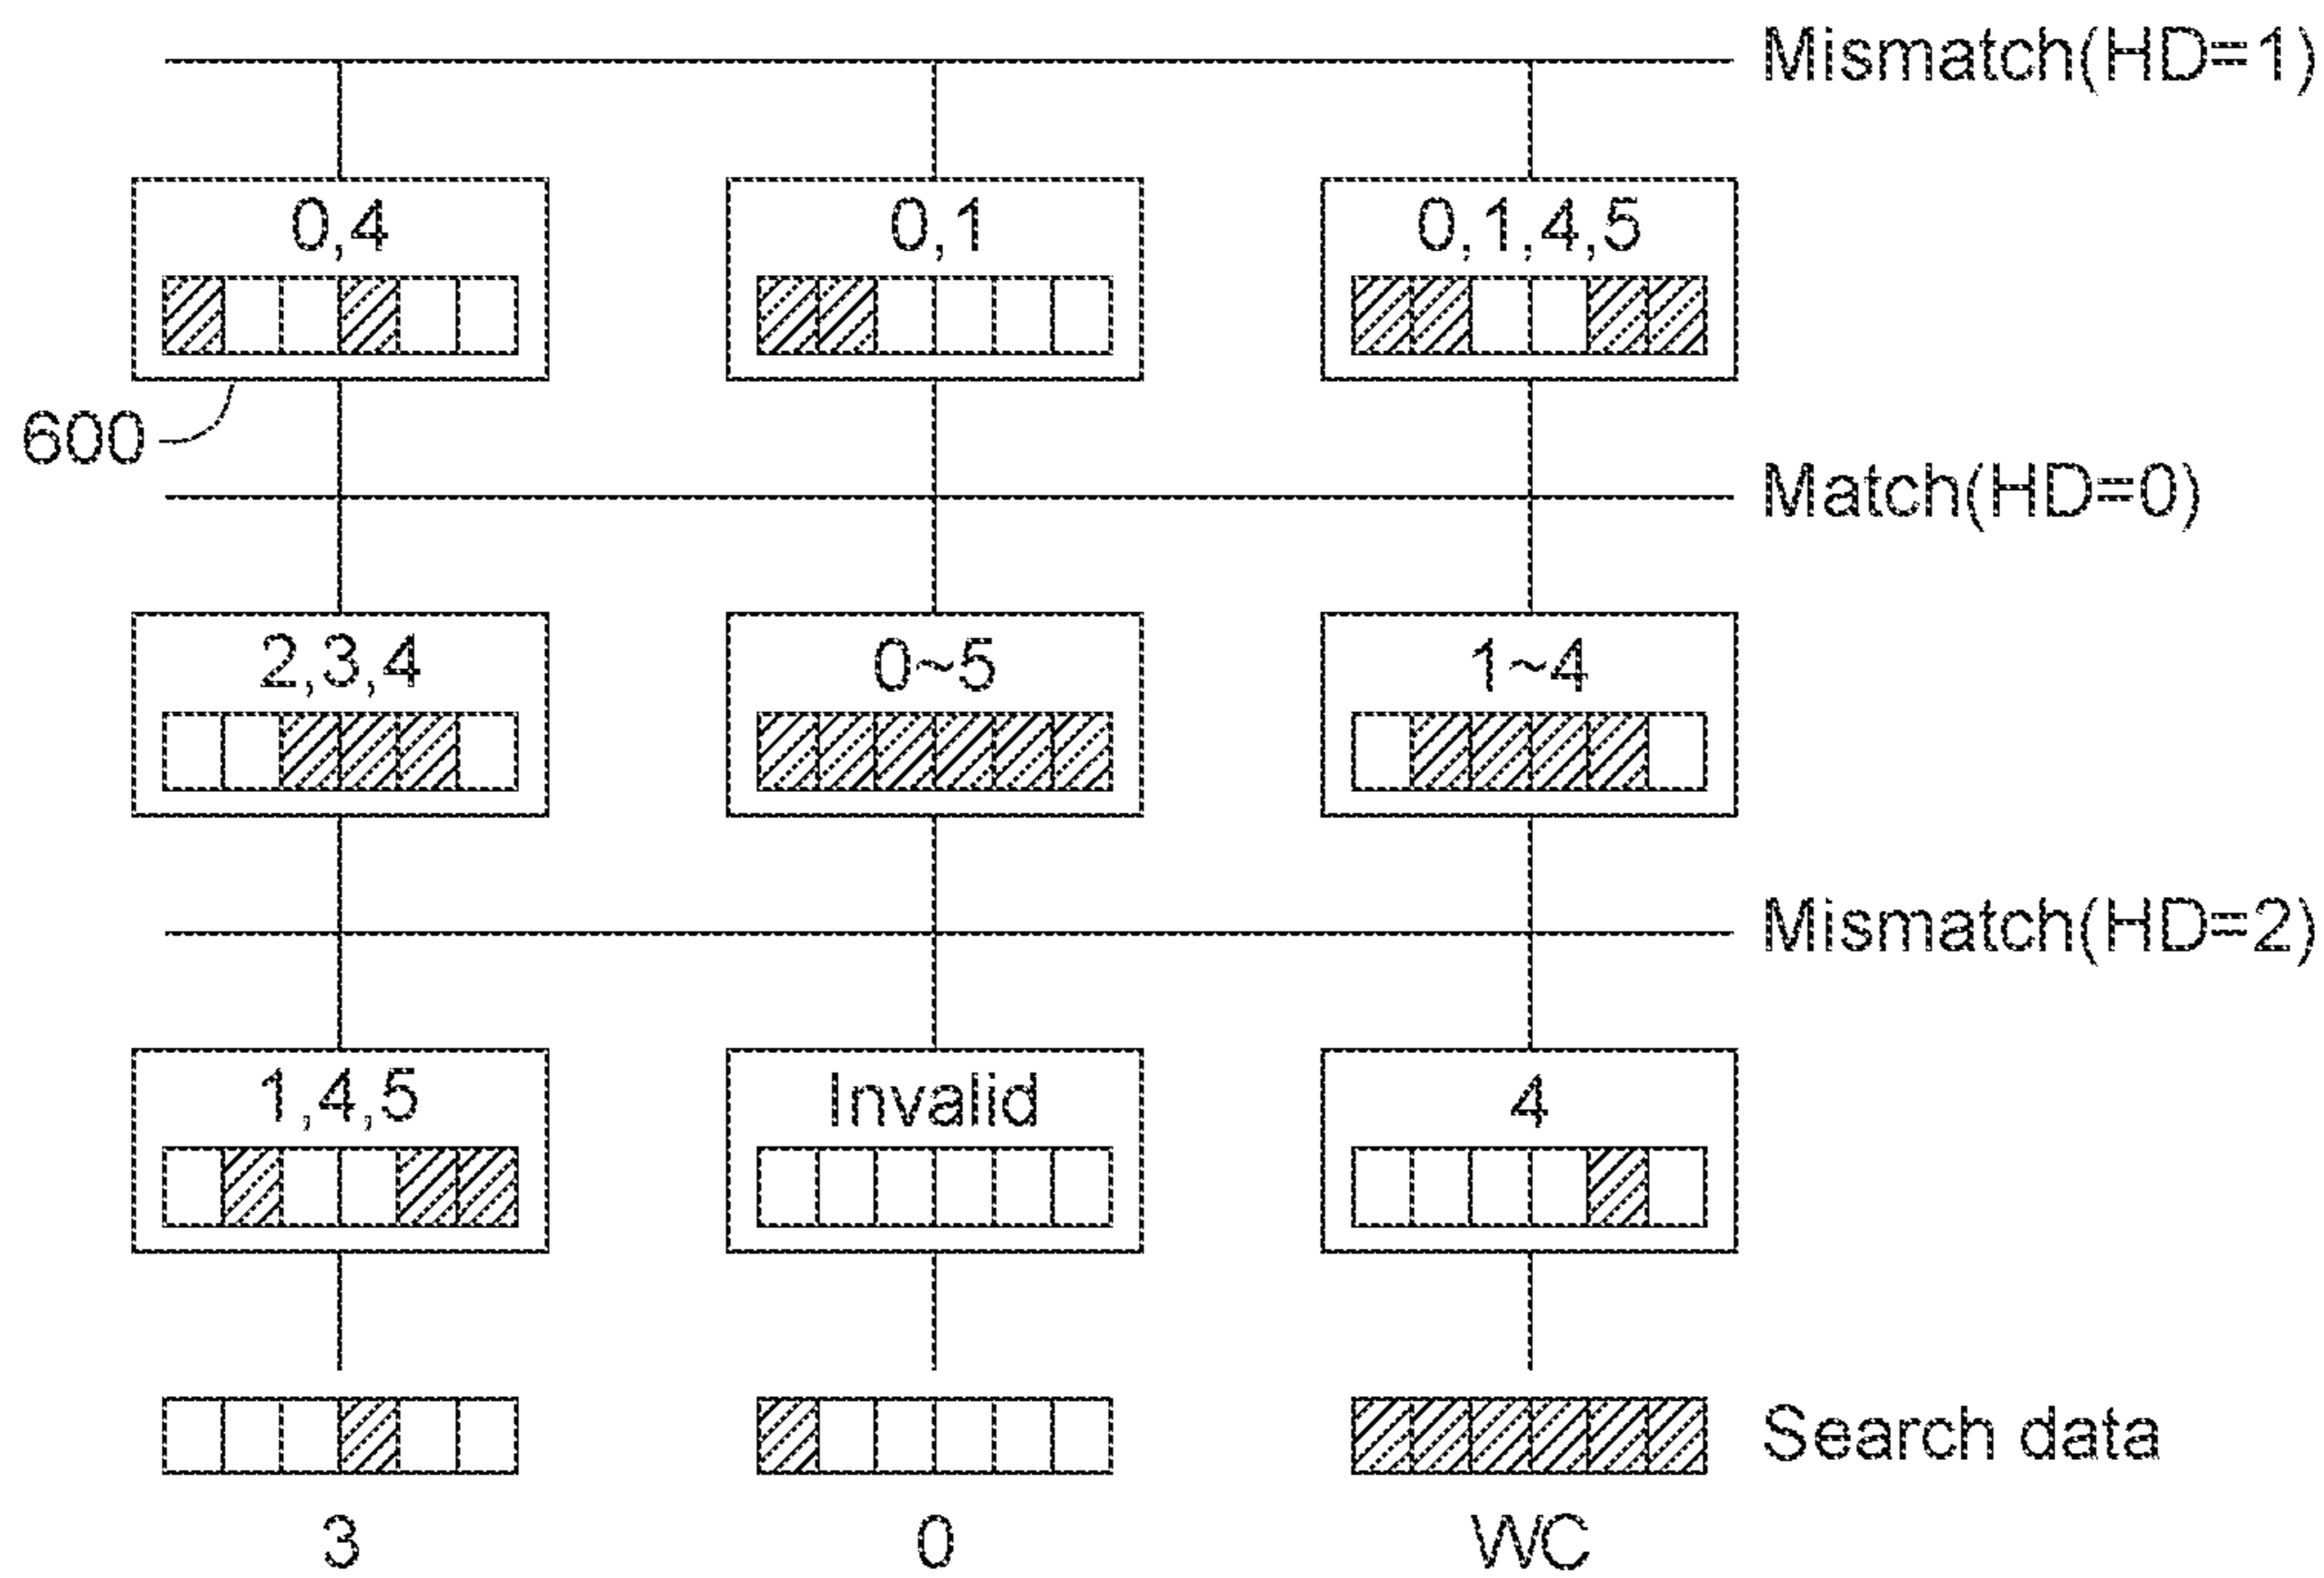 Mismatch(HD=1)
0,4
0,1
0,1,4,5
600
Match(HD=0)
2,3,4
0~5
1~4
Mismatch(HD=2)
1,4,5
Invalid
4
Search data
3
0
WC